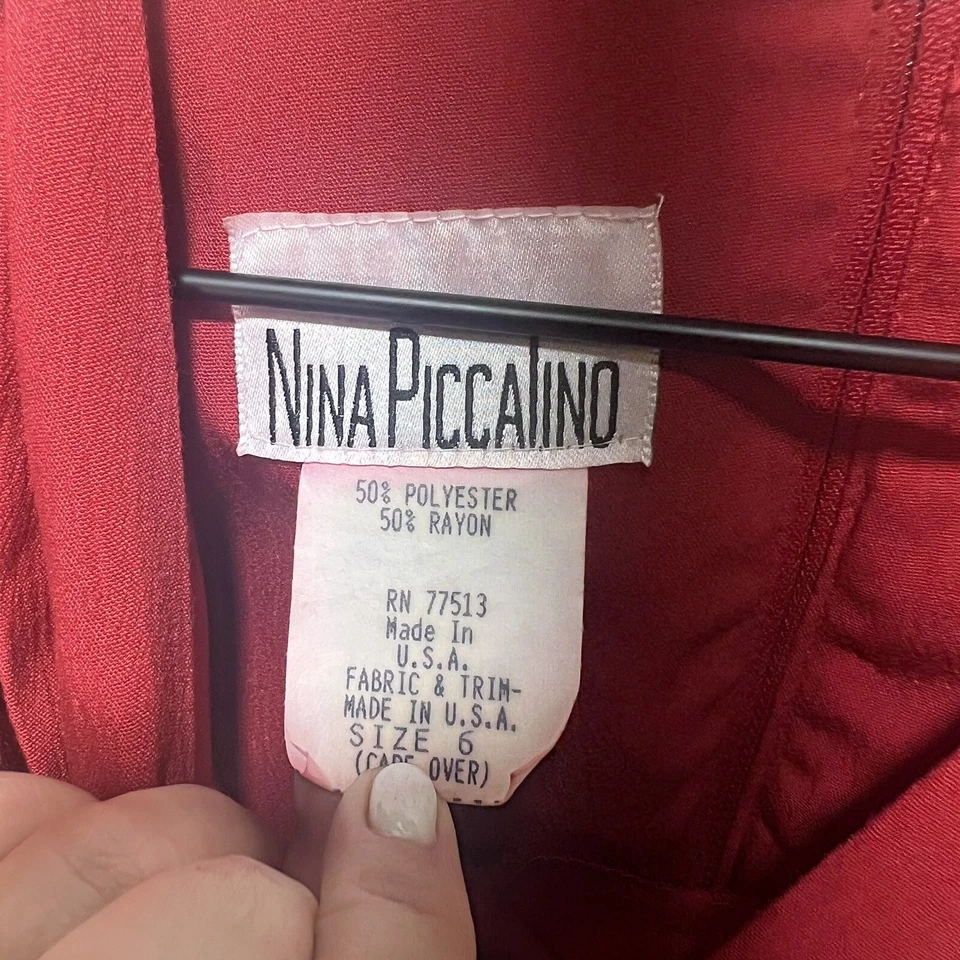 NINA PICCALINO
50% POLYESTER
50% RAYON
RN 77513
Made In
U.S.A.
FABRIC & TRIM-
MADE IN U.S.A.
SIZE 6
(CARE OVER)